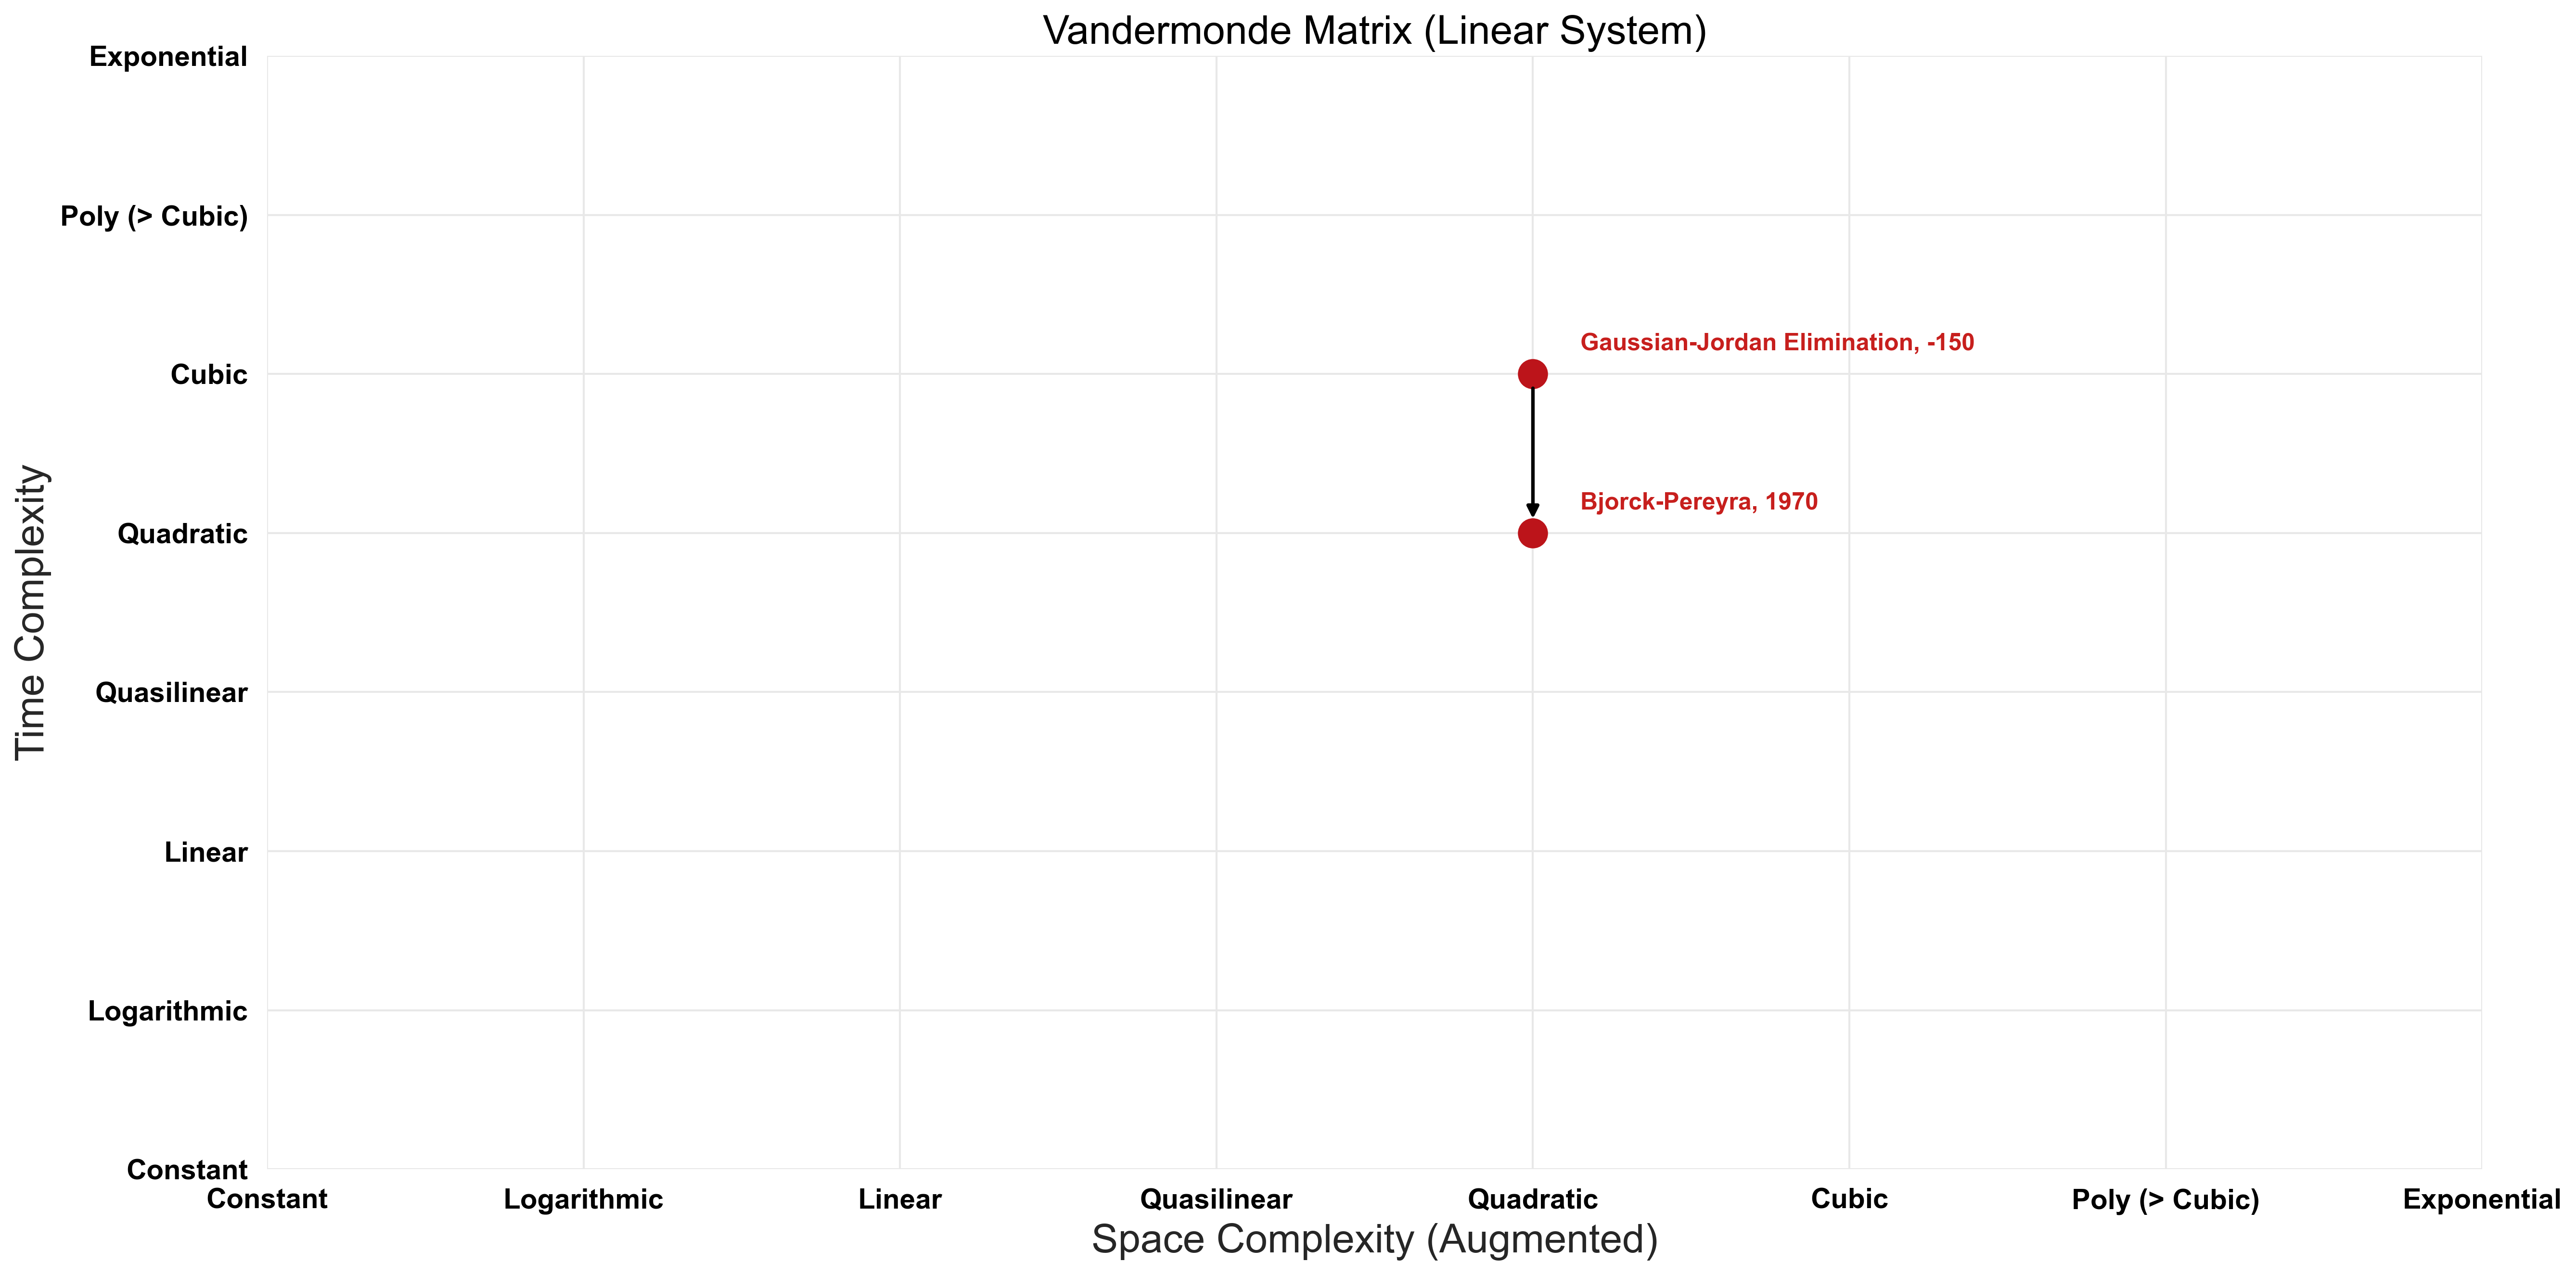 Vandermonde Matrix (Linear System)
Exponential
Poly (> Cubic)
Cubic
Quadratic
Quasilinear
Linear
Logarithmic
Constant
Time Complexity
Gaussian-Jordan Elimination, -150
Bjorck-Pereyra, 1970
Constant
Logarithmic
Linear
Quasilinear
Quadratic
Cubic
Poly (> Cubic)
Exponential
Space Complexity (Augmented)